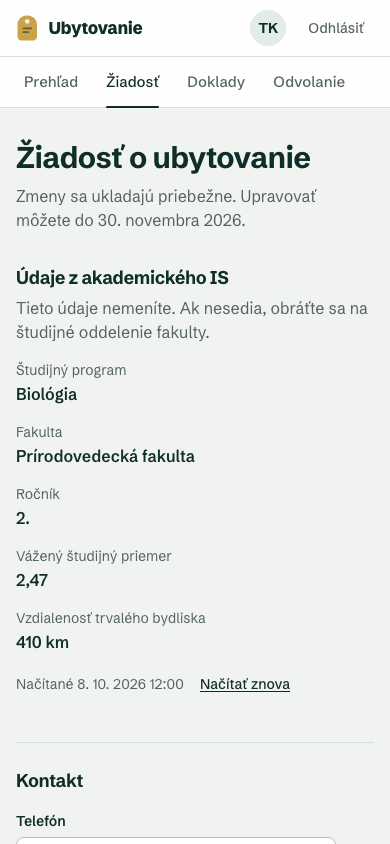 Ubytovanie
TK
Odhlásiť
Prehľad
Žiadosť
Doklady
Odvolanie
Žiadosť o ubytovanie
Zmeny sa ukladajú priebežne. Upravovať
môžete do 30. novembra 2026.
Údaje z akademického IS
Tieto údaje nemeníte. Ak nesedia, obráťte sa na
študijné oddelenie fakulty.
Študijný program
Biológia
Fakulta
Prírodovedecká fakulta
Ročník
2.
Vážený študijný priemer
2,47
Vzdialenosť trvalého bydliska
410 km
Načítané 8. 10. 2026 12:00 Načítať znova
Kontakt
Telefón